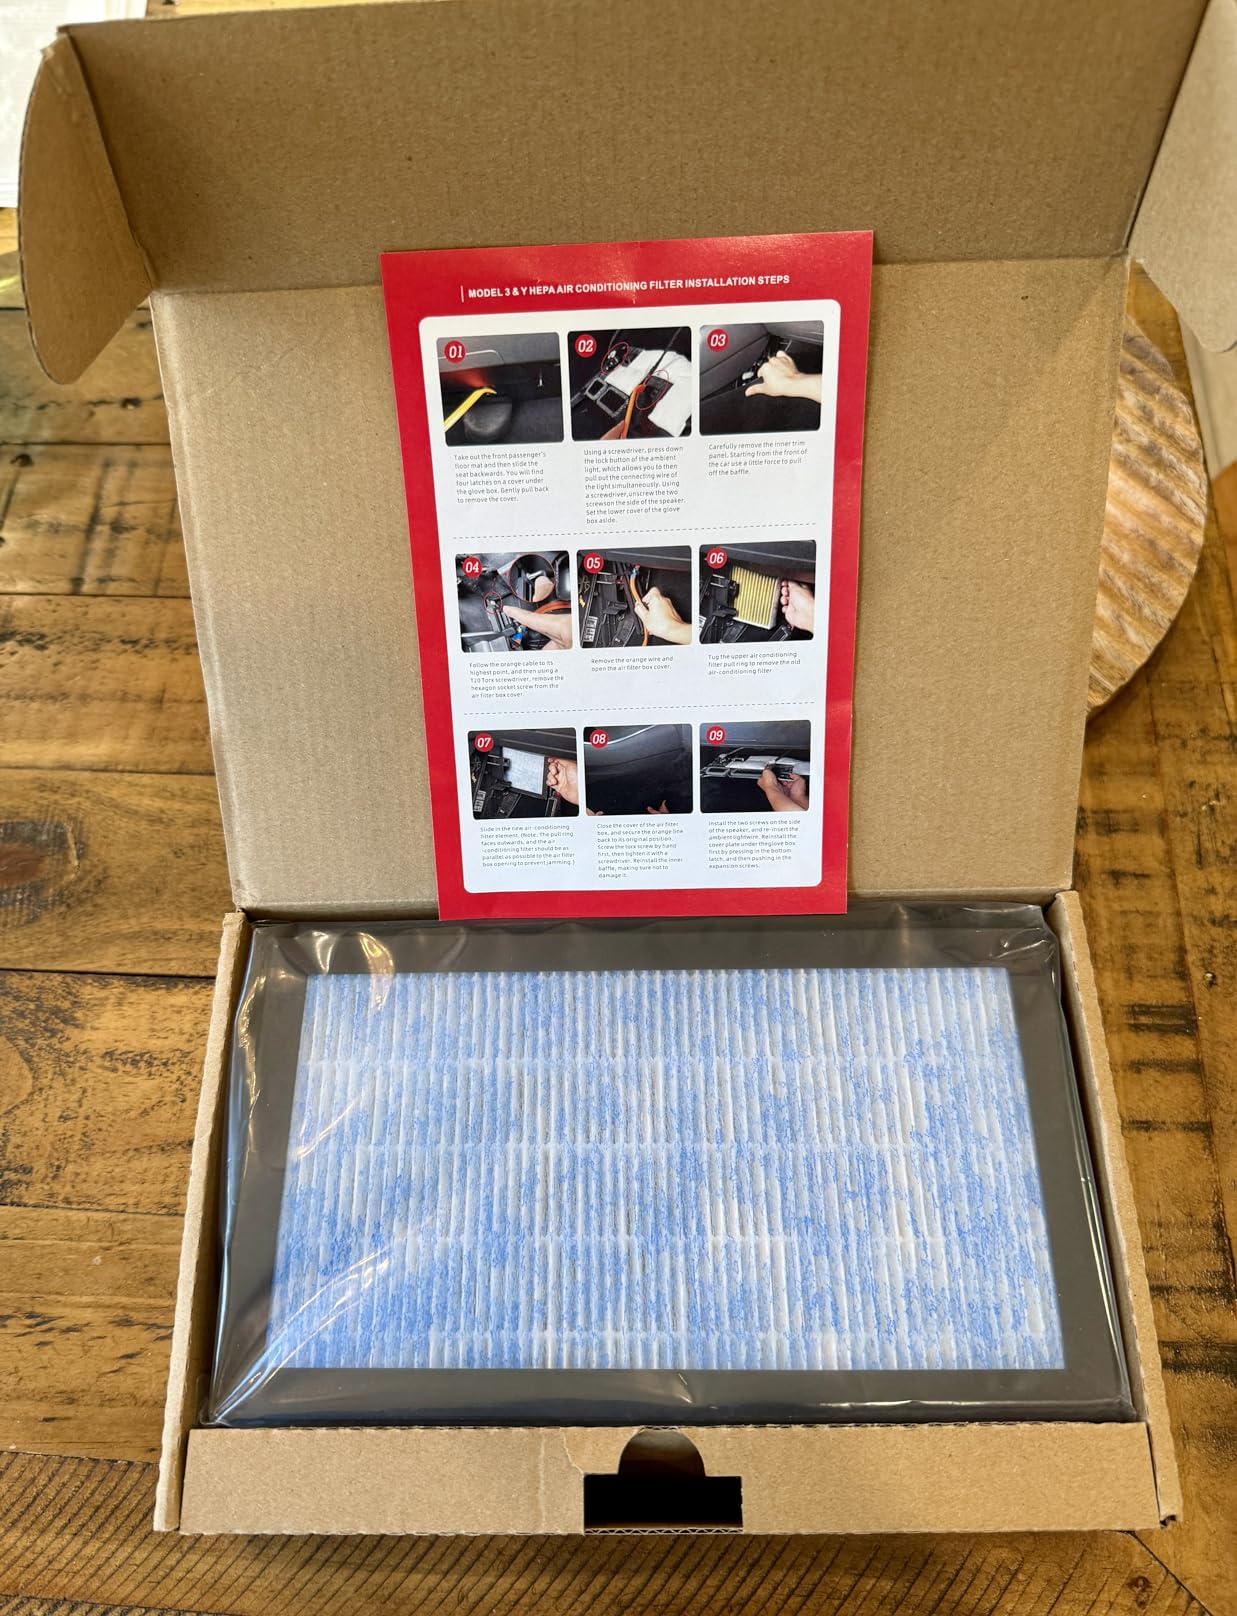 MODEL 3 & Y HEPA AIR CONDITIONING FILTER INSTALLATION STEPS
01
02
03
Take out the front passenger's
floor mat and then slide the
seat backwards. You will find
four latches on a cover under
the glove box. Gently pull back
to remove the cover.
Using a screwdriver, press down
the lock button of the ambient
light, which allows you to then
pull out the connecting wire of
the light simultaneously. Using
a screwdriver, unscrew the two
screwson the side of the speaker.
Set the lower cover of the glove
box aside.
Carefully remove the inner trim
panel. Starting from the front of
the car use a little force to pull
off the baffle.
04
05
06
Follow the orange cable to its
highest point, and then using a
T20 Torx screwdriver, remove the
hexagon socket screw from the
air filter box cover.
Remove the orange wire and
open the air filter box cover.
Tug the upper air conditioning
filter pull ring to remove the old
air-conditioning filter
07
08
09
Slide in the new air-conditioning
filter element. (Note: The pull ring
faces outwards, and the air
-conditioning filter should be as
parallel as possible to the air filter
box opening to prevent jamming.)
Close the cover of the air filter
box, and secure the orange line
back to its original position.
Screw the torx screw by hand
first, then tighten it with a
screwdriver. Reinstall the inner
baffle, making sure not to
damage it.
Install the two screws on the side
of the speaker, and re-insert the
ambient lightwire. Reinstall the
cover plate under theglove box
first by pressing in the bottom
latch, and then pushing in the
expansion screws.